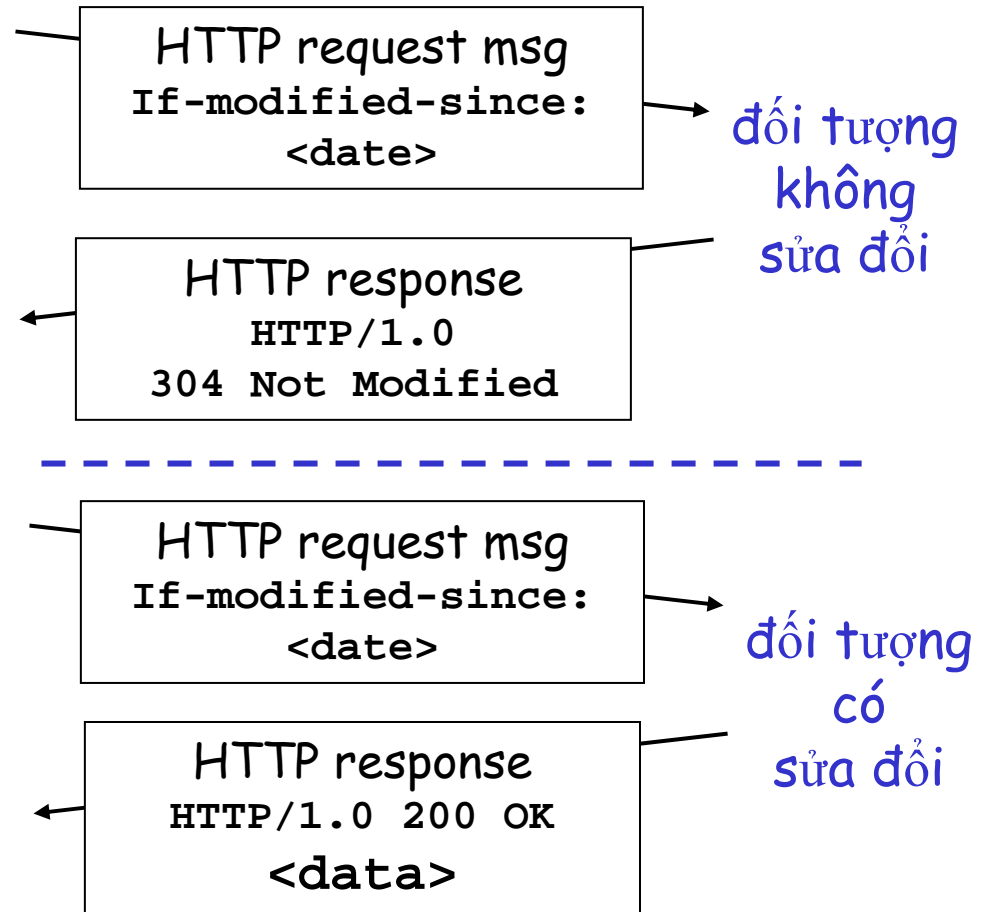 HTTP request msg
If-modified-since:
<date>
đối tượng
không
sửa đổi
HTTP response
HTTP/1.0
304 Not Modified
HTTP request msg
If-modified-since:
<date>
đối tượng
có
sửa đổi
HTTP response
HTTP/1.0 200 OK
<data>